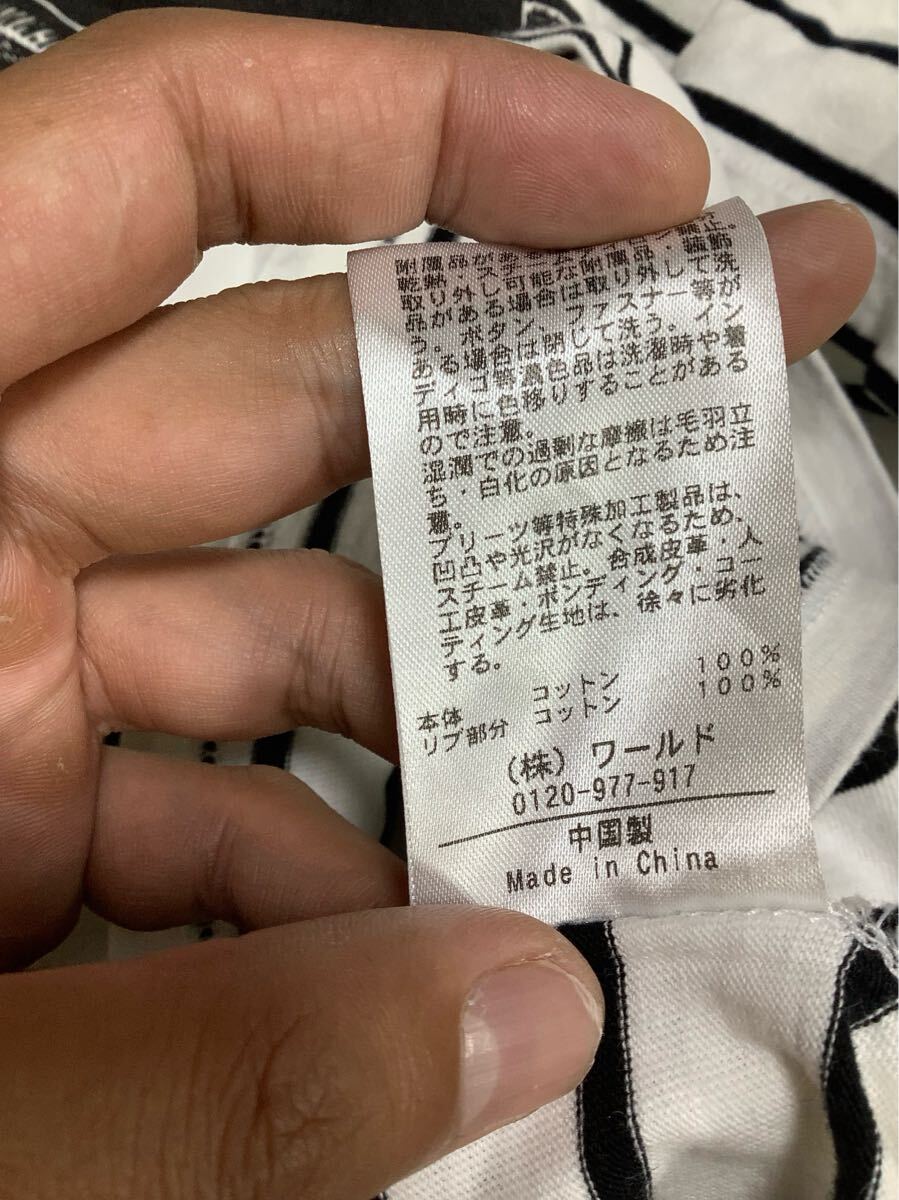 取り外し可能な附属品は取り外して洗
う。ボタン、ファスナー等が
ある場合は閉じて洗う。イン
ディゴ等濃色品は洗濯時や着
用時に色移りすることがある
ので注意。
湿潤での過剰な摩擦は毛羽立
ち・白化の原因となるため注
意。
プリーツ等特殊加工製品は、
凹凸や光沢がなくなるため、
スチーム禁止。合成皮革・人
工皮革・ボンディング・コー
ティング生地は、徐々に劣化
する。
本体 コットン 100%
リブ部分 コットン 100%
(株) ワールド
0120-977-917
中国製
Made in China